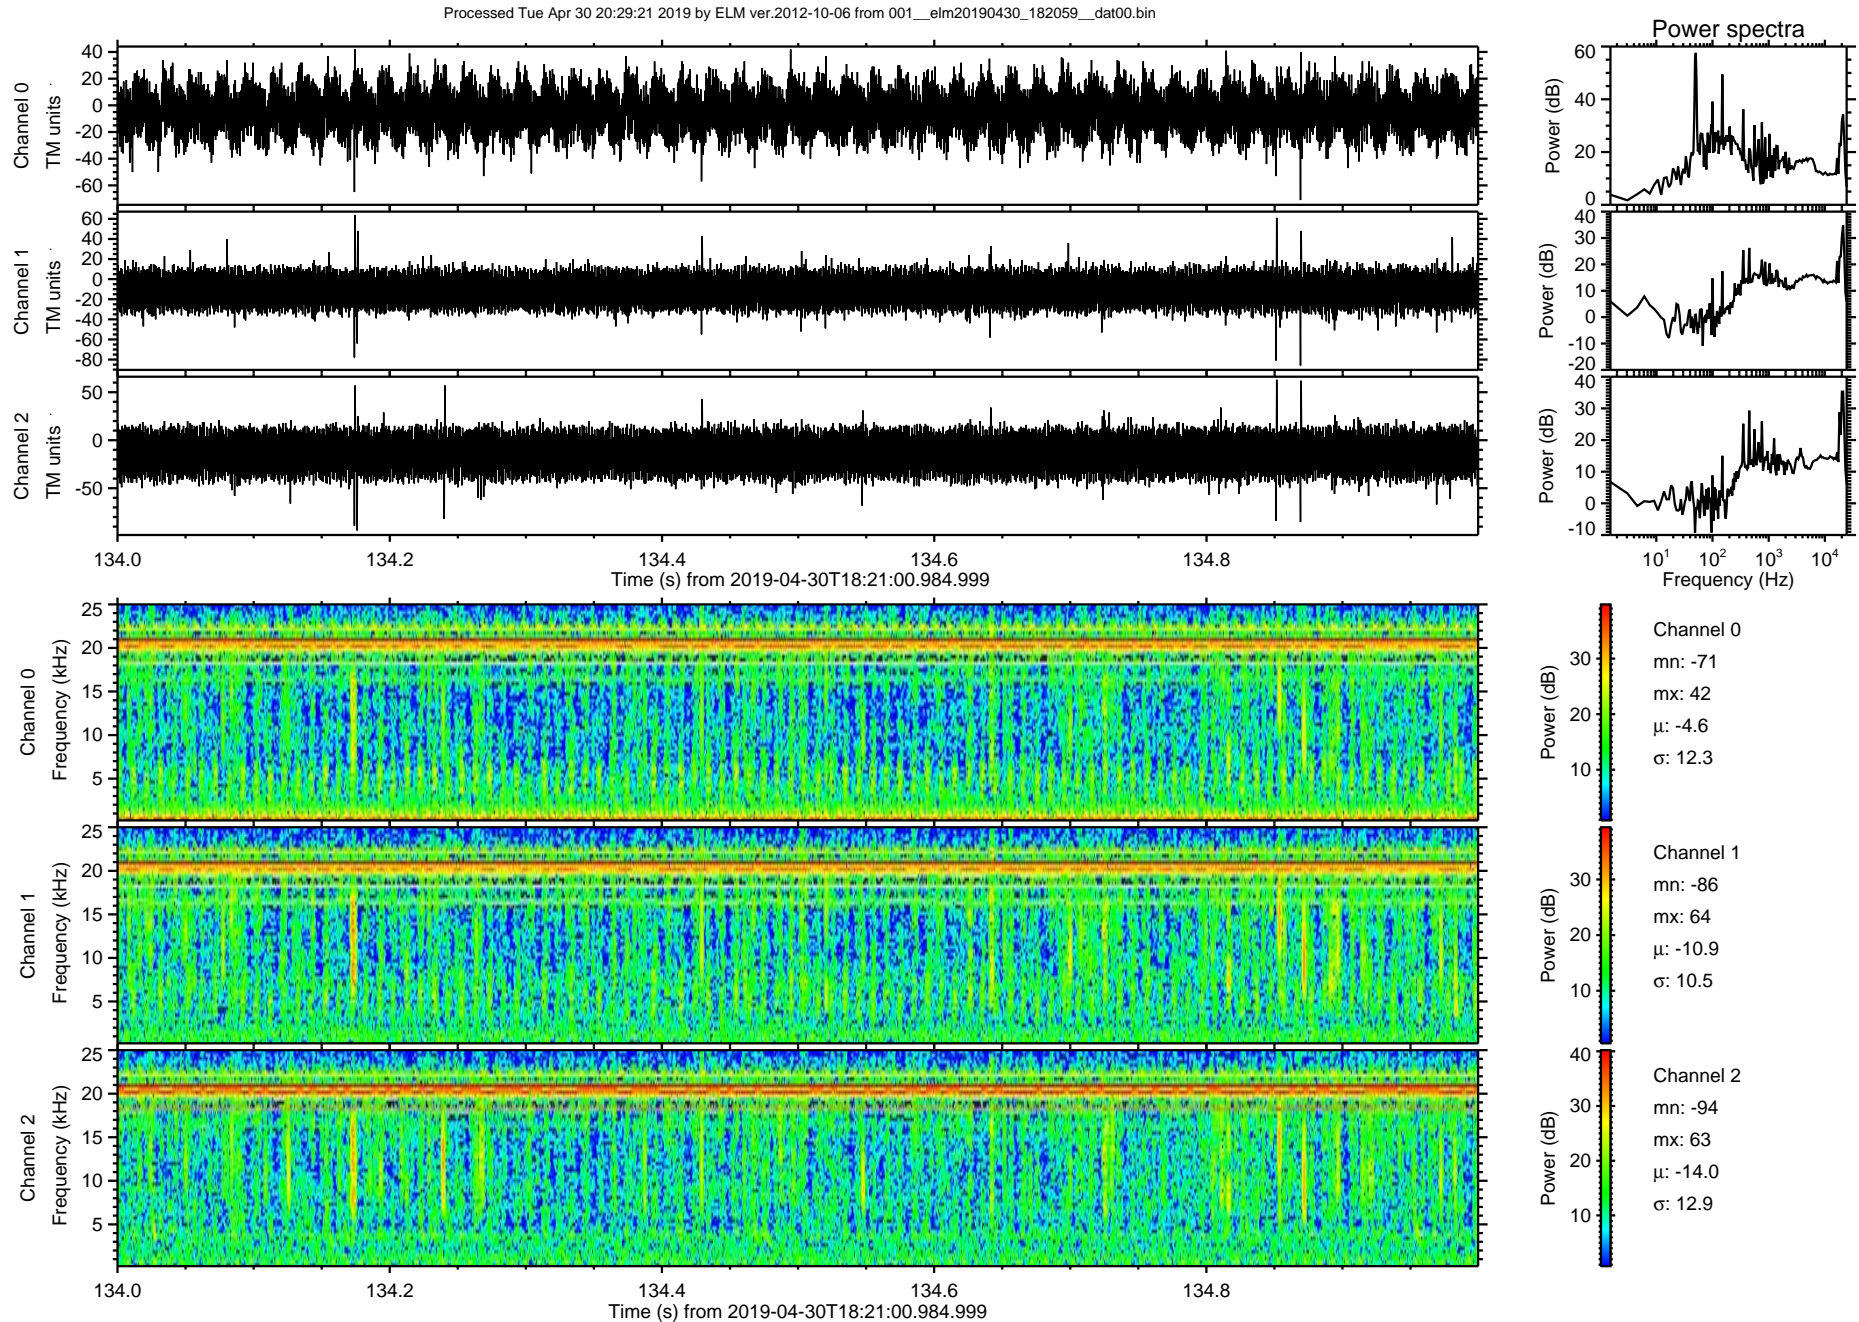 Processed Tue Apr 30 20:29:21 2019 by ELM ver.2012-10-06 from 001__elm20190430_182059__dat00.bin
Power spectra
Channel 0
TM units
40
20
0
-20
-40
-60
Power (dB)
60
40
20
0
Channel 1
TM units
60
40
20
0
-20
-40
-60
-80
Power (dB)
40
30
20
10
0
-10
-20
Channel 2
TM units
50
0
-50
Power (dB)
40
30
20
10
0
-10
134.0 134.2 134.4 134.6 134.8
Time (s) from 2019-04-30T18:21:00.984.999
10^1 10^2 10^3 10^4
Frequency (Hz)
Channel 0
Frequency (kHz)
25
20
15
10
5
Power (dB)
30
20
10
Channel 0
mn: -71
mx: 42
μ: -4.6
σ: 12.3
Channel 1
Frequency (kHz)
25
20
15
10
5
Power (dB)
30
20
10
Channel 1
mn: -86
mx: 64
μ: -10.9
σ: 10.5
Channel 2
Frequency (kHz)
25
20
15
10
5
Power (dB)
40
30
20
10
Channel 2
mn: -94
mx: 63
μ: -14.0
σ: 12.9
134.0 134.2 134.4 134.6 134.8
Time (s) from 2019-04-30T18:21:00.984.999